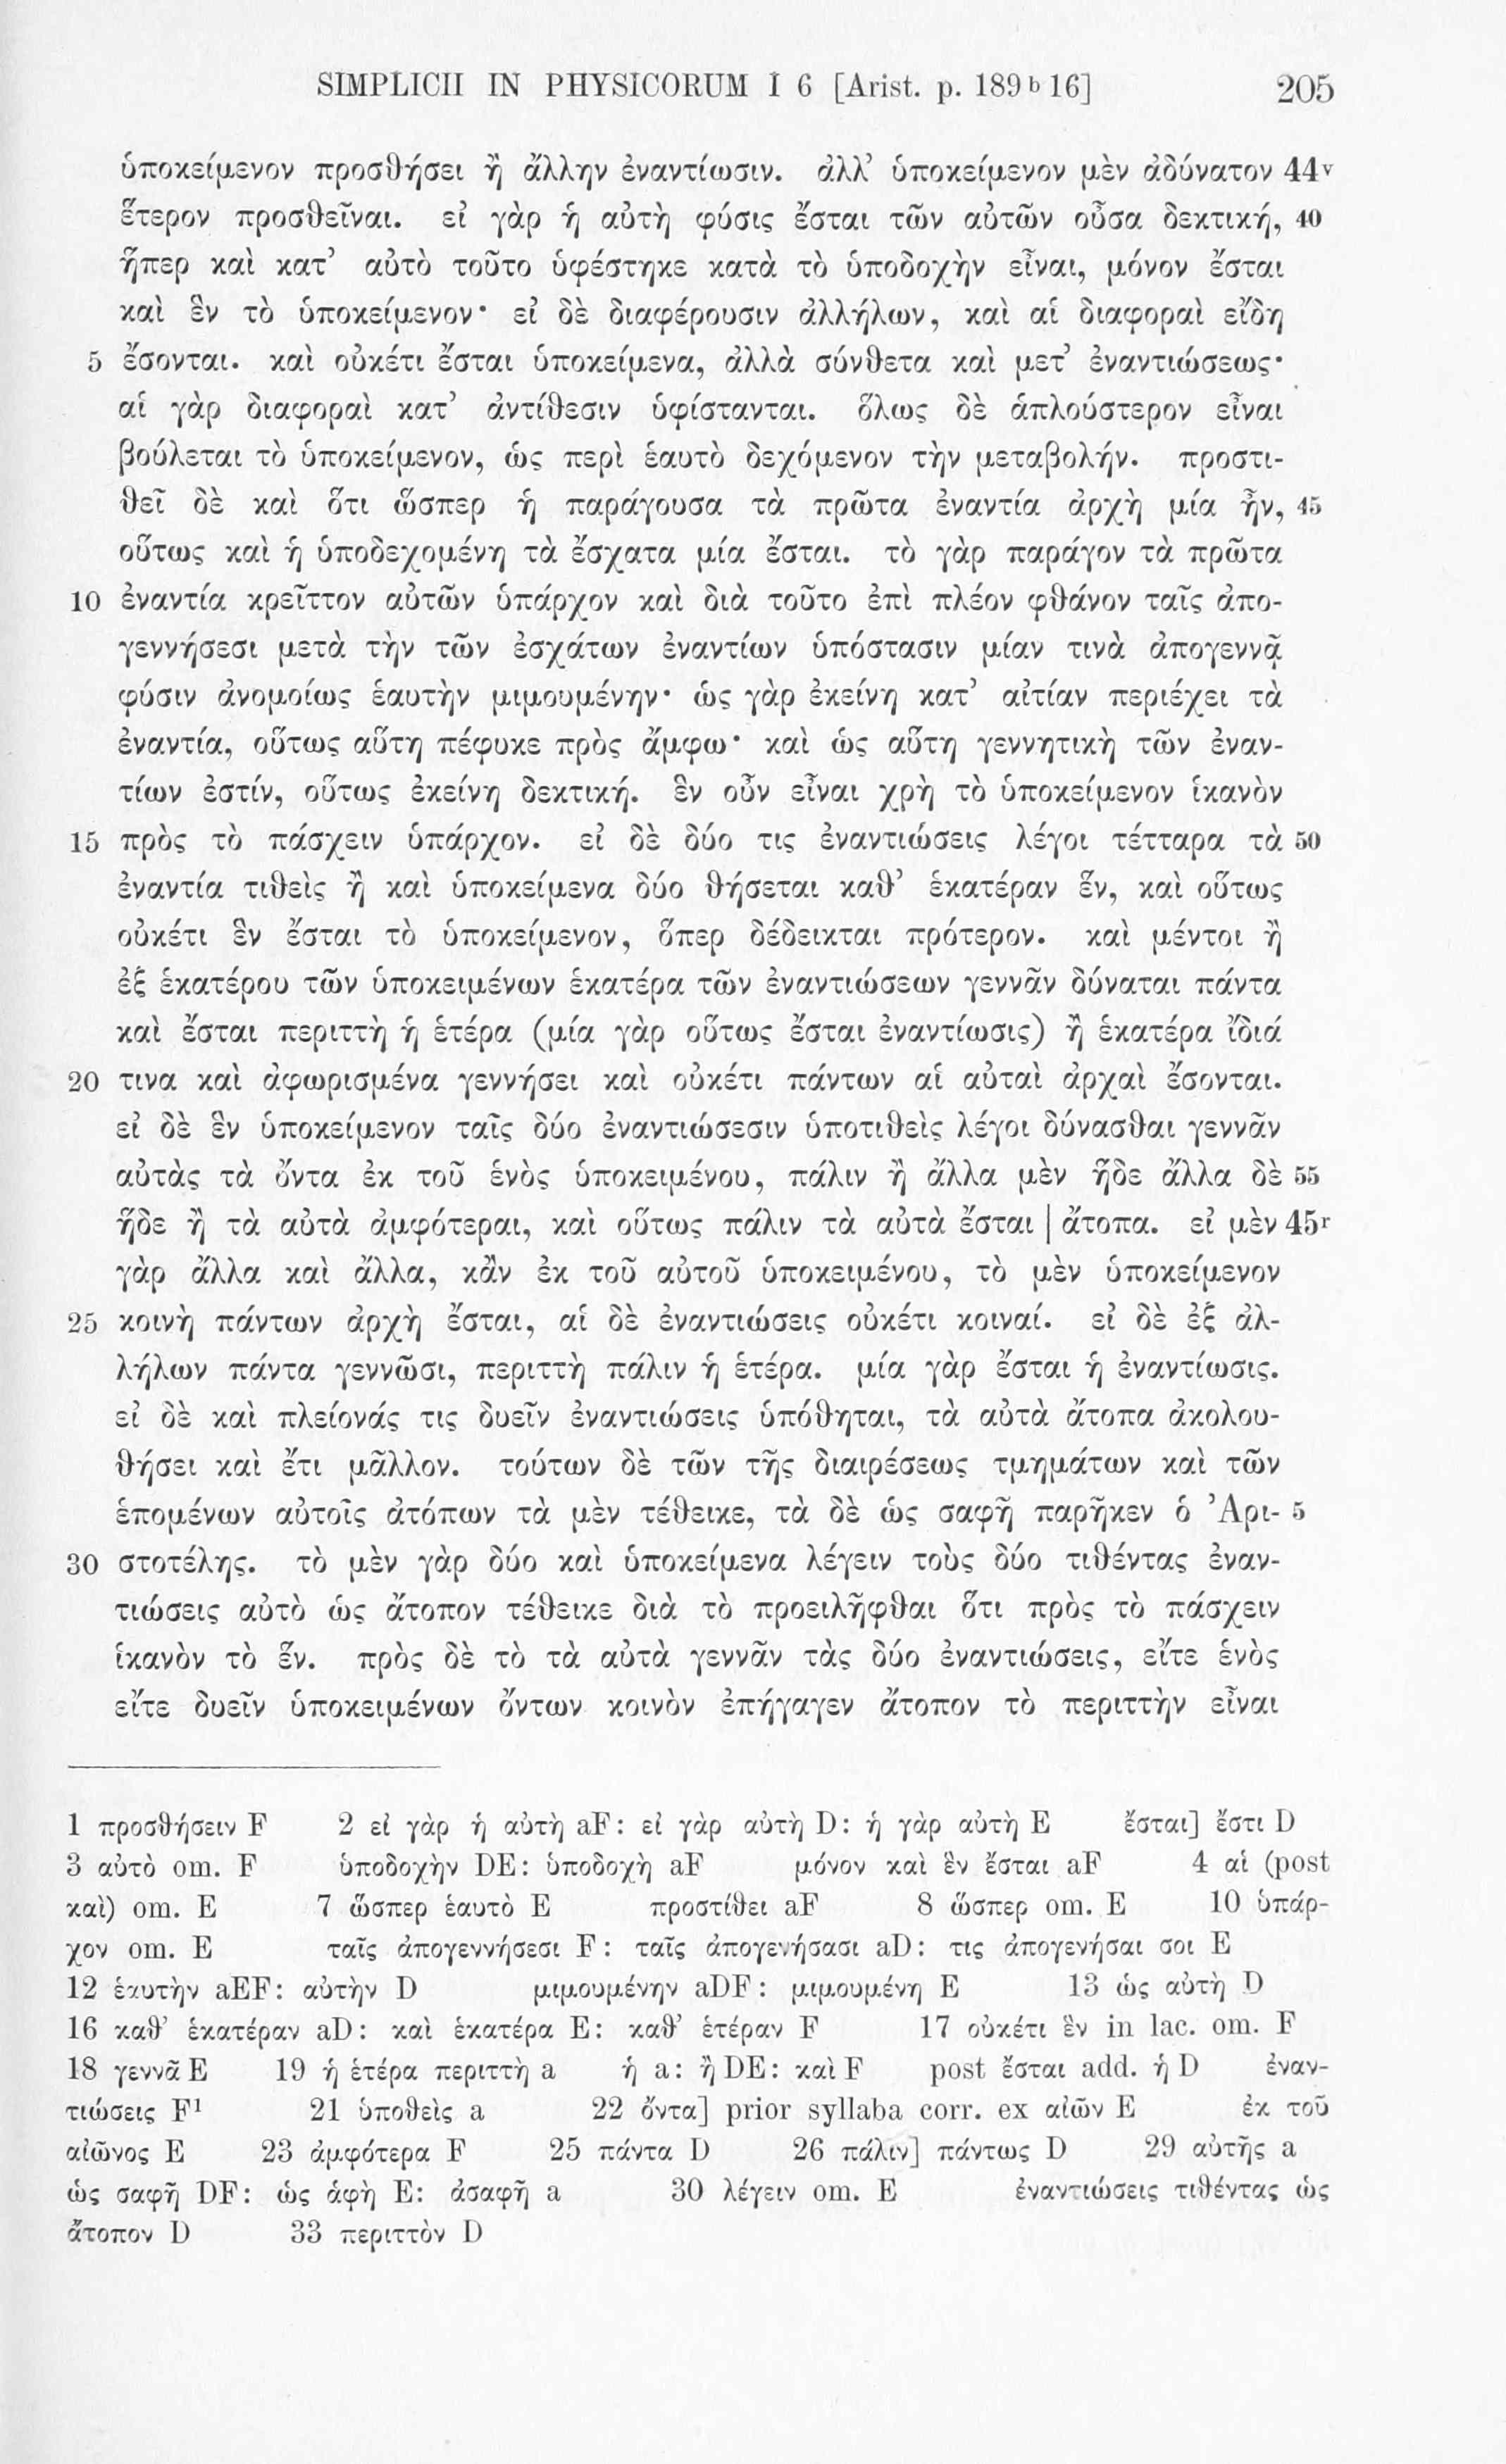 SIMPLICII IN PHYSICORUM I 6 [Arist. p. 189 b 16] 205
ὑποκείμενον προσθήσει ἢ ἄλλην ἐναντίωσιν. ἀλλ’ ὑποκείμενον μὲν ἀδύνατον 44v
ἕτερον προσθεῖναι. εἰ γὰρ ἡ αὐτὴ φύσις ἔσται τῶν αὐτῶν οὖσα δεκτική, 40
ᾗπερ καὶ κατ’ αὐτὸ τοῦτο ὑφέστηκε κατὰ τὸ ὑποδοχὴν εἶναι, μόνον ἔσται
καὶ ἓν τὸ ὑποκείμενον· εἰ δὲ διαφέρουσιν ἀλλήλων, καὶ αἱ διαφοραὶ εἴδη
5 ἔσονται. καὶ οὐκέτι ἔσται ὑποκείμενα, ἀλλὰ σύνθετα καὶ μετ’ ἐναντιώσεως·
αἱ γὰρ διαφοραὶ κατ’ ἀντίθεσιν ὑφίστανται. ὅλως δὲ ἁπλούστερον εἶναι
βούλεται τὸ ὑποκείμενον, ὡς περὶ ἑαυτὸ δεχόμενον τὴν μεταβολήν. προστι-
θεῖ δὲ καὶ ὅτι ὥσπερ ἡ παράγουσα τὰ πρῶτα ἐναντία ἀρχὴ μία ἦν, 45
οὕτως καὶ ἡ ὑποδεχομένη τὰ ἔσχατα μία ἔσται. τὸ γὰρ παράγον τὰ πρῶτα
10 ἐναντία κρεῖττον αὐτῶν ὑπάρχον καὶ διὰ τοῦτο ἐπὶ πλέον φθάνον ταῖς ἀπο-
γεννήσεσι μετὰ τὴν τῶν ἐσχάτων ἐναντίων ὑπόστασιν μίαν τινὰ ἀπογεννᾷ
φύσιν ἀνομοίως ἑαυτὴν μιμουμένην· ὡς γὰρ ἐκείνη κατ’ αἰτίαν περιέχει τὰ
ἐναντία, οὕτως αὕτη πέφυκε πρὸς ἄμφω· καὶ ὡς αὕτη γεννητικὴ τῶν ἐναν-
τίων ἐστίν, οὕτως ἐκείνη δεκτική. ἓν οὖν εἶναι χρὴ τὸ ὑποκείμενον ἱκανὸν
15 πρὸς τὸ πάσχειν ὑπάρχον. εἰ δὲ δύο τις ἐναντιώσεις λέγοι τέτταρα τὰ 50
ἐναντία τιθεὶς ἢ καὶ ὑποκείμενα δύο θήσεται καθ’ ἑκατέραν ἕν, καὶ οὕτως
οὐκέτι ἓν ἔσται τὸ ὑποκείμενον, ὅπερ δέδεικται πρότερον. καὶ μέντοι ἢ
ἐξ ἑκατέρου τῶν ὑποκειμένων ἑκατέρα τῶν ἐναντιώσεων γεννᾶν δύναται πάντα
καὶ ἔσται περιττὴ ἡ ἑτέρα (μία γὰρ οὕτως ἔσται ἐναντίωσις) ἢ ἑκατέρα ἴδιά
20 τινα καὶ ἀφωρισμένα γεννήσει καὶ οὐκέτι πάντων αἱ αὐταὶ ἀρχαὶ ἔσονται.
εἰ δὲ ἓν ὑποκείμενον ταῖς δύο ἐναντιώσεσιν ὑποτιθεὶς λέγοι δύνασθαι γεννᾶν
αὐτὰς τὰ ὄντα ἐκ τοῦ ἑνὸς ὑποκειμένου, πάλιν ἢ ἄλλα μὲν ἥδε ἄλλα δὲ 55
ἥδε ἢ τὰ αὐτὰ ἀμφότεραι, καὶ οὕτως πάλιν τὰ αὐτὰ ἔσται | ἄτοπα. εἰ μὲν 45r
γὰρ ἄλλα καὶ ἄλλα, κἂν ἐκ τοῦ αὐτοῦ ὑποκειμένου, τὸ μὲν ὑποκείμενον
25 κοινὴ πάντων ἀρχὴ ἔσται, αἱ δὲ ἐναντιώσεις οὐκέτι κοιναί. εἰ δὲ ἐξ ἀλ-
λήλων πάντα γεννῶσι, περιττὴ πάλιν ἡ ἑτέρα. μία γὰρ ἔσται ἡ ἐναντίωσις.
εἰ δὲ καὶ πλείονάς τις δυεῖν ἐναντιώσεις ὑπόθηται, τὰ αὐτὰ ἄτοπα ἀκολου-
θήσει καὶ ἔτι μᾶλλον. τούτων δὲ τῶν τῆς διαιρέσεως τμημάτων καὶ τῶν
ἑπομένων αὐτοῖς ἀτόπων τὰ μὲν τέθεικε, τὰ δὲ ὡς σαφῆ παρῆκεν ὁ Ἀρι- 5
30 στοτέλης. τὸ μὲν γὰρ δύο καὶ ὑποκείμενα λέγειν τοὺς δύο τιθέντας ἐναν-
τιώσεις αὐτὸ ὡς ἄτοπον τέθεικε διὰ τὸ προειλῆφθαι ὅτι πρὸς τὸ πάσχειν
ἱκανὸν τὸ ἕν. πρὸς δὲ τὸ τὰ αὐτὰ γεννᾶν τὰς δύο ἐναντιώσεις, εἴτε ἑνὸς
εἴτε δυεῖν ὑποκειμένων ὄντων κοινὸν ἐπήγαγεν ἄτοπον τὸ περιττὴν εἶναι
1 προσθήσειν F 2 εἰ γὰρ ἡ αὐτὴ aF: εἰ γὰρ αὐτὴ D: ἡ γὰρ αὐτὴ E ἔσται] ἔστι D
3 αὐτὸ om. F ὑποδοχὴν DE: ὑποδοχὴ aF μόνον καὶ ἓν ἔσται aF 4 αἱ (post
καὶ) om. E 7 ὥσπερ ἑαυτὸ E προστίθει aF 8 ὥσπερ om. E 10 ὑπάρ-
χον om. E ταῖς ἀπογεννήσεσι F: ταῖς ἀπογενήσασι aD: τις ἀπογενήσαι σοι E
12 ἑαυτὴν aEF: αὐτὴν D μιμουμένην aDF: μιμουμένη E 13 ὡς αὐτὴ D
16 καθ’ ἑκατέραν aD: καὶ ἑκατέρα E: καθ’ ἑτέραν F 17 οὐκέτι ἓν in lac. om. F
18 γεννᾶ E 19 ἡ ἑτέρα περιττὴ a ἡ a: ἢ DE: καὶ F post ἔσται add. ἡ D ἐναν-
τιώσεις F¹ 21 ὑποθεὶς a 22 ὄντα] prior syllaba corr. ex αἰῶν E ἐκ τοῦ
αἰῶνος E 23 ἀμφότερα F 25 πάντα D 26 πάλιν] πάντως D 29 αὐτῆς a
ὡς σαφῆ DF: ὡς ἁφὴ E: ἀσαφῆ a 30 λέγειν om. E ἐναντιώσεις τιθέντας ὡς
ἄτοπον D 33 περιττὸν D